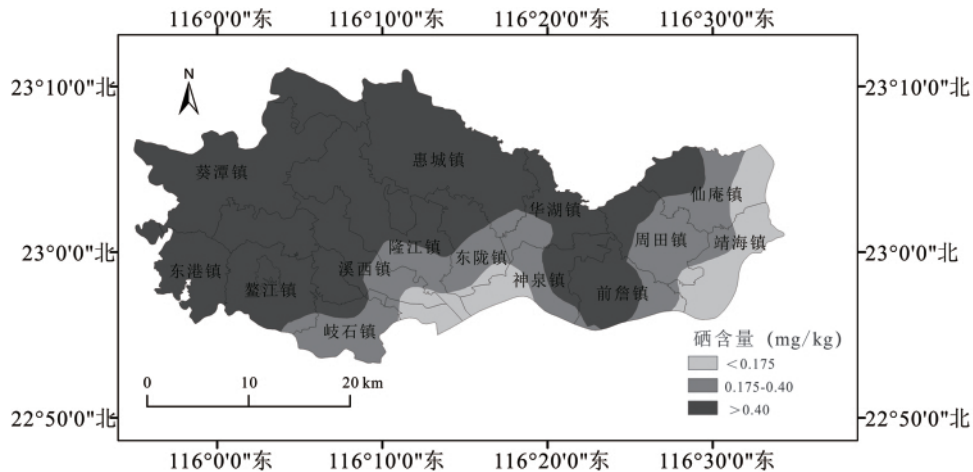 116°0'0"东 116°10'0"东 116°20'0"东 116°30'0"东
23°10'0"北 23°10'0"北
N
惠城镇
葵潭镇
仙庵镇
华湖镇
周田镇 靖海镇
23°0'0"北 23°0'0"北
隆江镇
东陇镇
东港镇 溪西镇
神泉镇
鳌江镇 前詹镇
岐石镇
硒含量 (mg/kg)
<0.175
0 10 20 km
0.175-0.40
>0.40
22°50'0"北 22°50'0"北
116°0'0"东 116°10'0"东 116°20'0"东 116°30'0"东